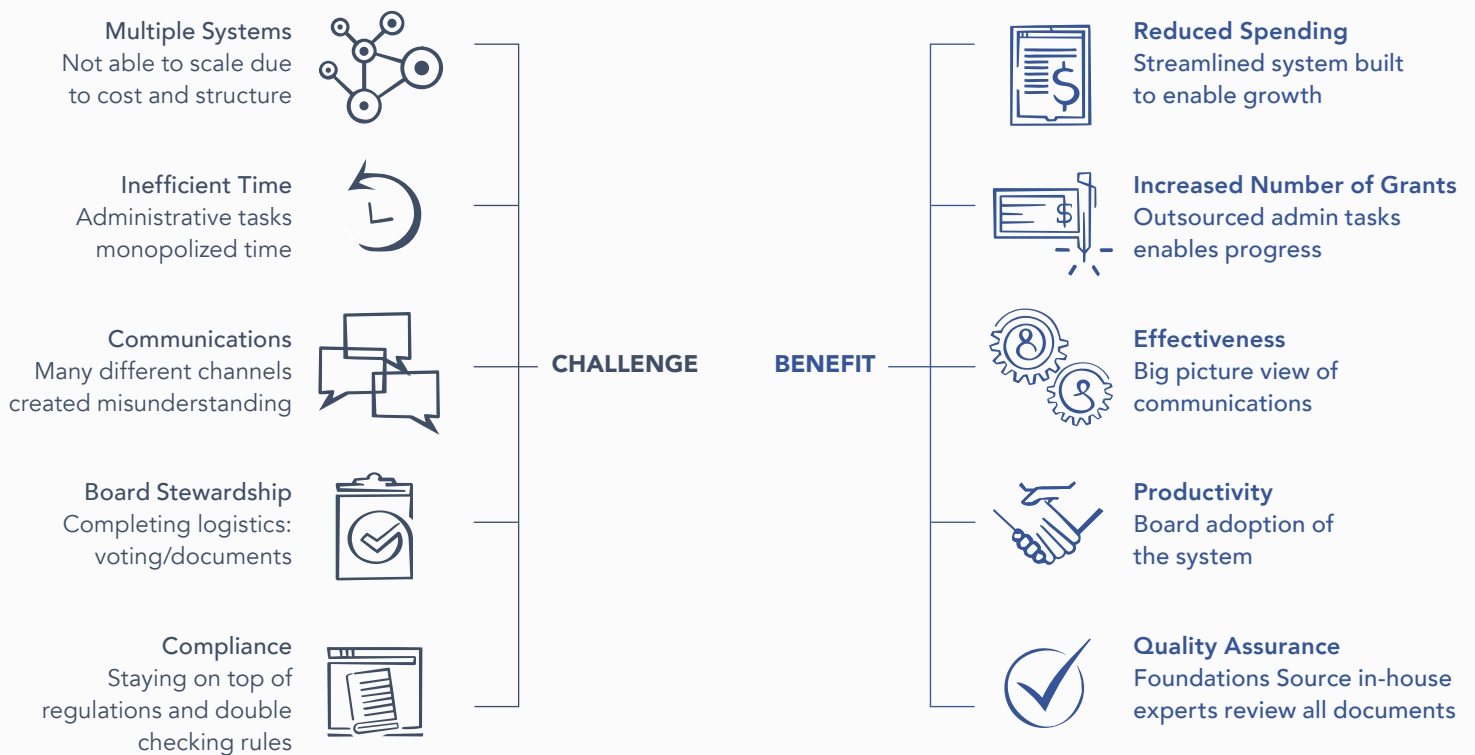 Multiple Systems
Not able to scale due
to cost and structure
Inefficient Time
Administrative tasks
monopolized time
Communications
Many different channels
created misunderstanding
Board Stewardship
Completing logistics:
voting/documents
Compliance
Staying on top of
regulations and double
checking rules
CHALLENGE
BENEFIT
Reduced Spending
Streamlined system built
to enable growth
Increased Number of Grants
Outsourced admin tasks
enables progress
Effectiveness
Big picture view of
communications
Productivity
Board adoption of
the system
Quality Assurance
Foundations Source in-house
experts review all documents